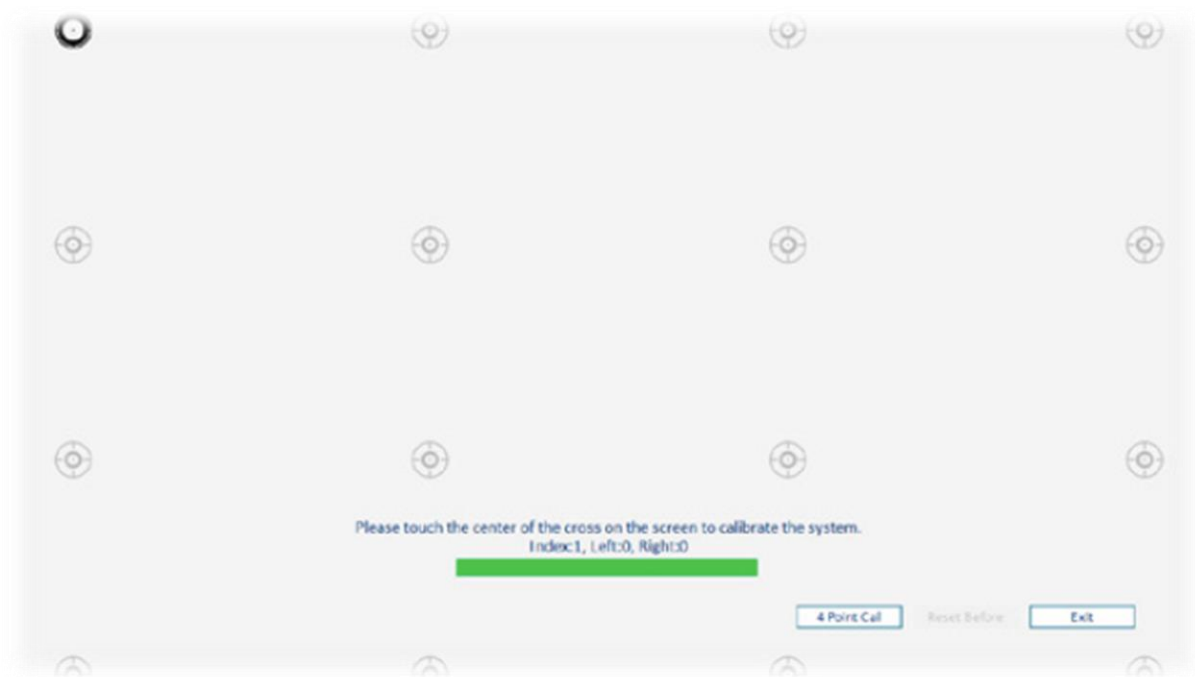 Please touch the center of the cross on the screen to calibrate the system.
Index:1, Left:0, Right:0
4 Point Cal
Reset Before
Exit